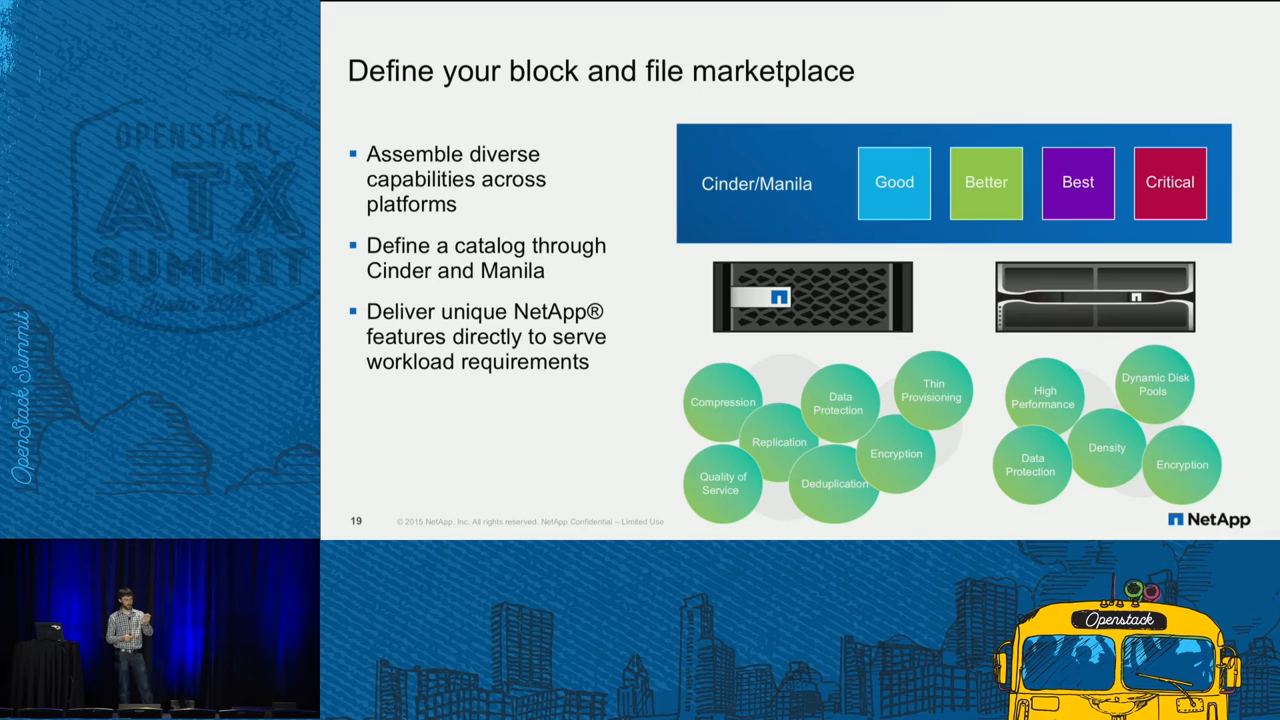 OPENSTACK
ATX
SUMMIT
OpenStack Summit
Define your block and file marketplace
Assemble diverse
capabilities across
platforms
Define a catalog through
Cinder and Manila
Deliver unique NetApp®
features directly to serve
workload requirements
Cinder/Manila
Good
Better
Best
Critical
Compression
Replication
Data
Protection
Thin
Provisioning
Quality of
Service
Deduplication
Encryption
High
Performance
Dynamic Disk
Pools
Data
Protection
Density
Encryption
19
© 2015 NetApp, Inc. All rights reserved. NetApp Confidential – Limited Use
NetApp
Openstack